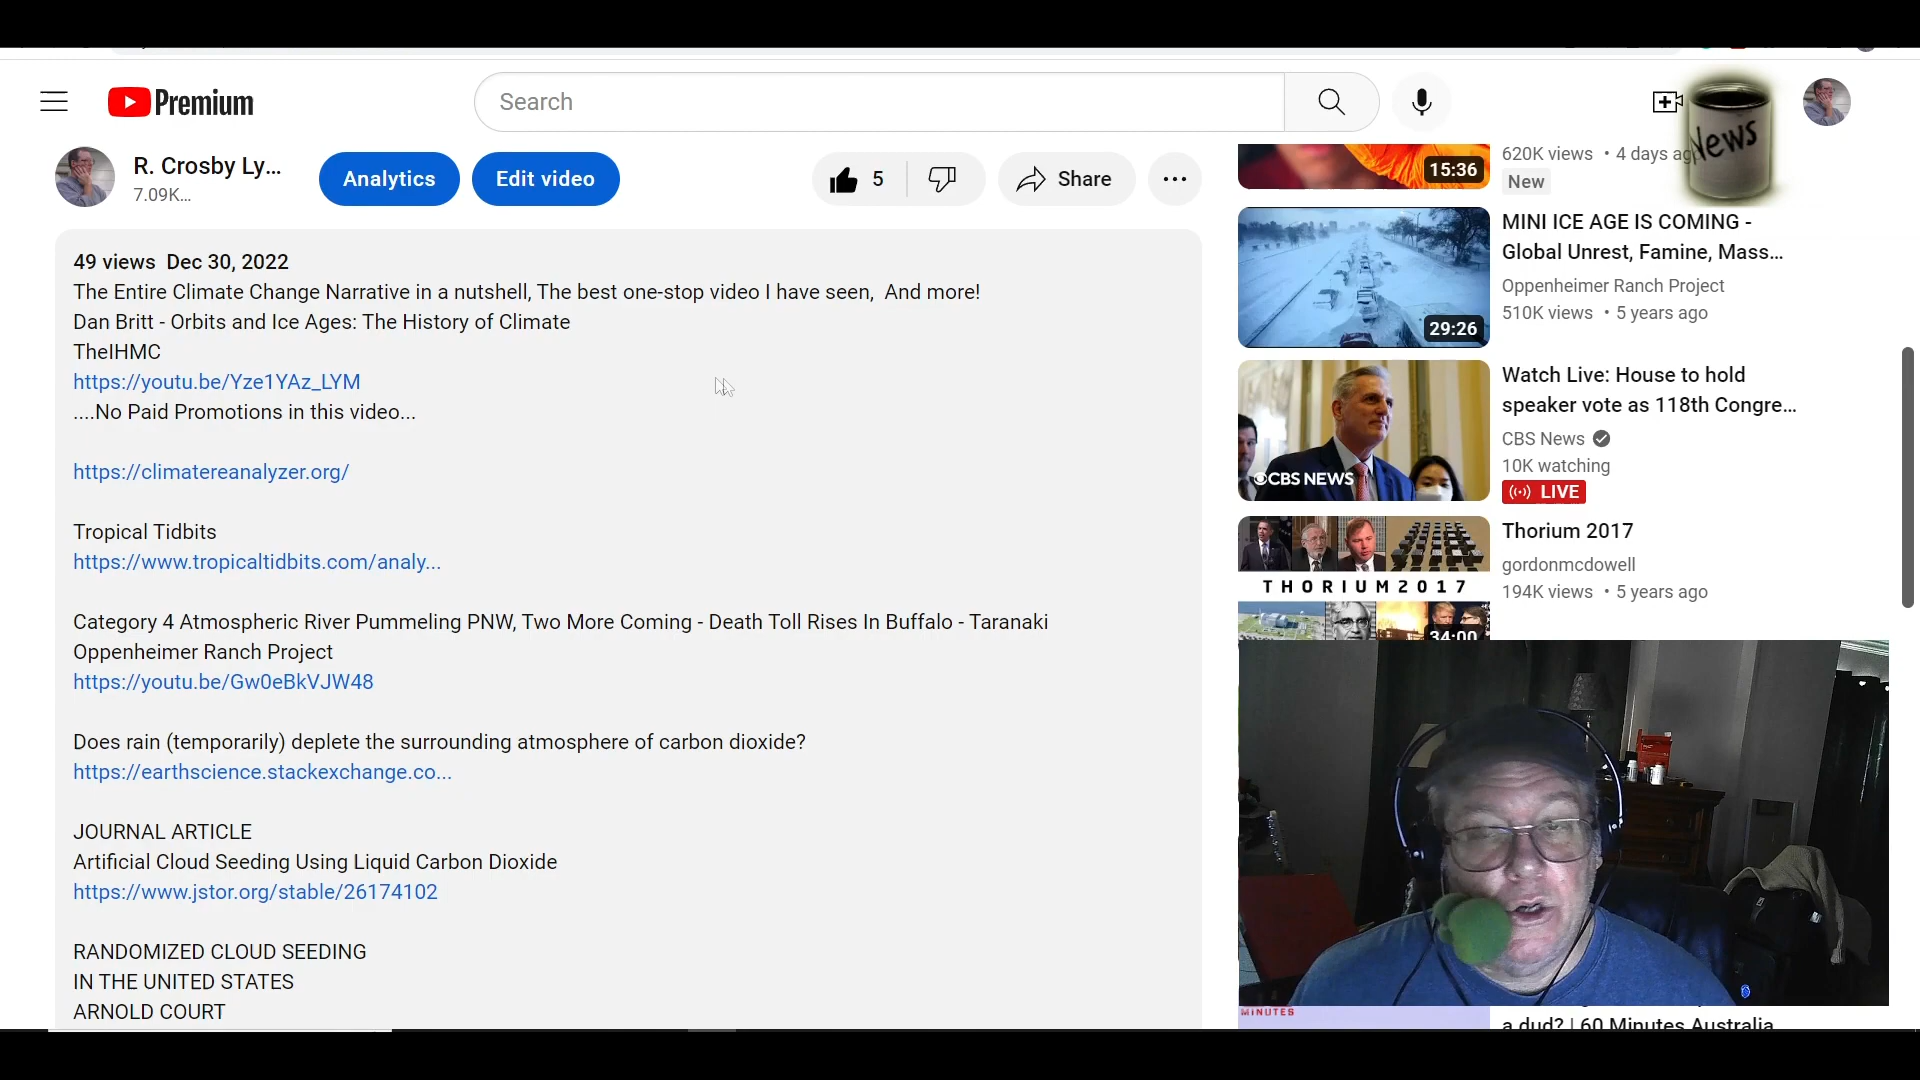 Premium
Search
News
R. Crosby Ly...
7.09K...
Analytics
Edit video
5
Share
49 views Dec 30, 2022
The Entire Climate Change Narrative in a nutshell, The best one-stop video I have seen, And more!
Dan Britt - Orbits and Ice Ages: The History of Climate
TheIHMC
https://youtu.be/Yze1YAz_LYM
....No Paid Promotions in this video...
https://climatereanalyzer.org/
Tropical Tidbits
https://www.tropicaltidbits.com/analy...
Category 4 Atmospheric River Pummeling PNW, Two More Coming - Death Toll Rises In Buffalo - Taranaki
Oppenheimer Ranch Project
https://youtu.be/Gw0eBkVJW48
Does rain (temporarily) deplete the surrounding atmosphere of carbon dioxide?
https://earthscience.stackexchange.co...
JOURNAL ARTICLE
Artificial Cloud Seeding Using Liquid Carbon Dioxide
https://www.jstor.org/stable/26174102
RANDOMIZED CLOUD SEEDING
IN THE UNITED STATES
ARNOLD COURT
15:36
620K views • 4 days ag
New
29:26
MINI ICE AGE IS COMING -
Global Unrest, Famine, Mass...
Oppenheimer Ranch Project
510K views • 5 years ago
CBS NEWS
Watch Live: House to hold
speaker vote as 118th Congre...
CBS News
10K watching
LIVE
THORIUM2017
34:00
Thorium 2017
gordonmcdowell
194K views • 5 years ago
MINUTES
a dud? | 60 Minutes Australia